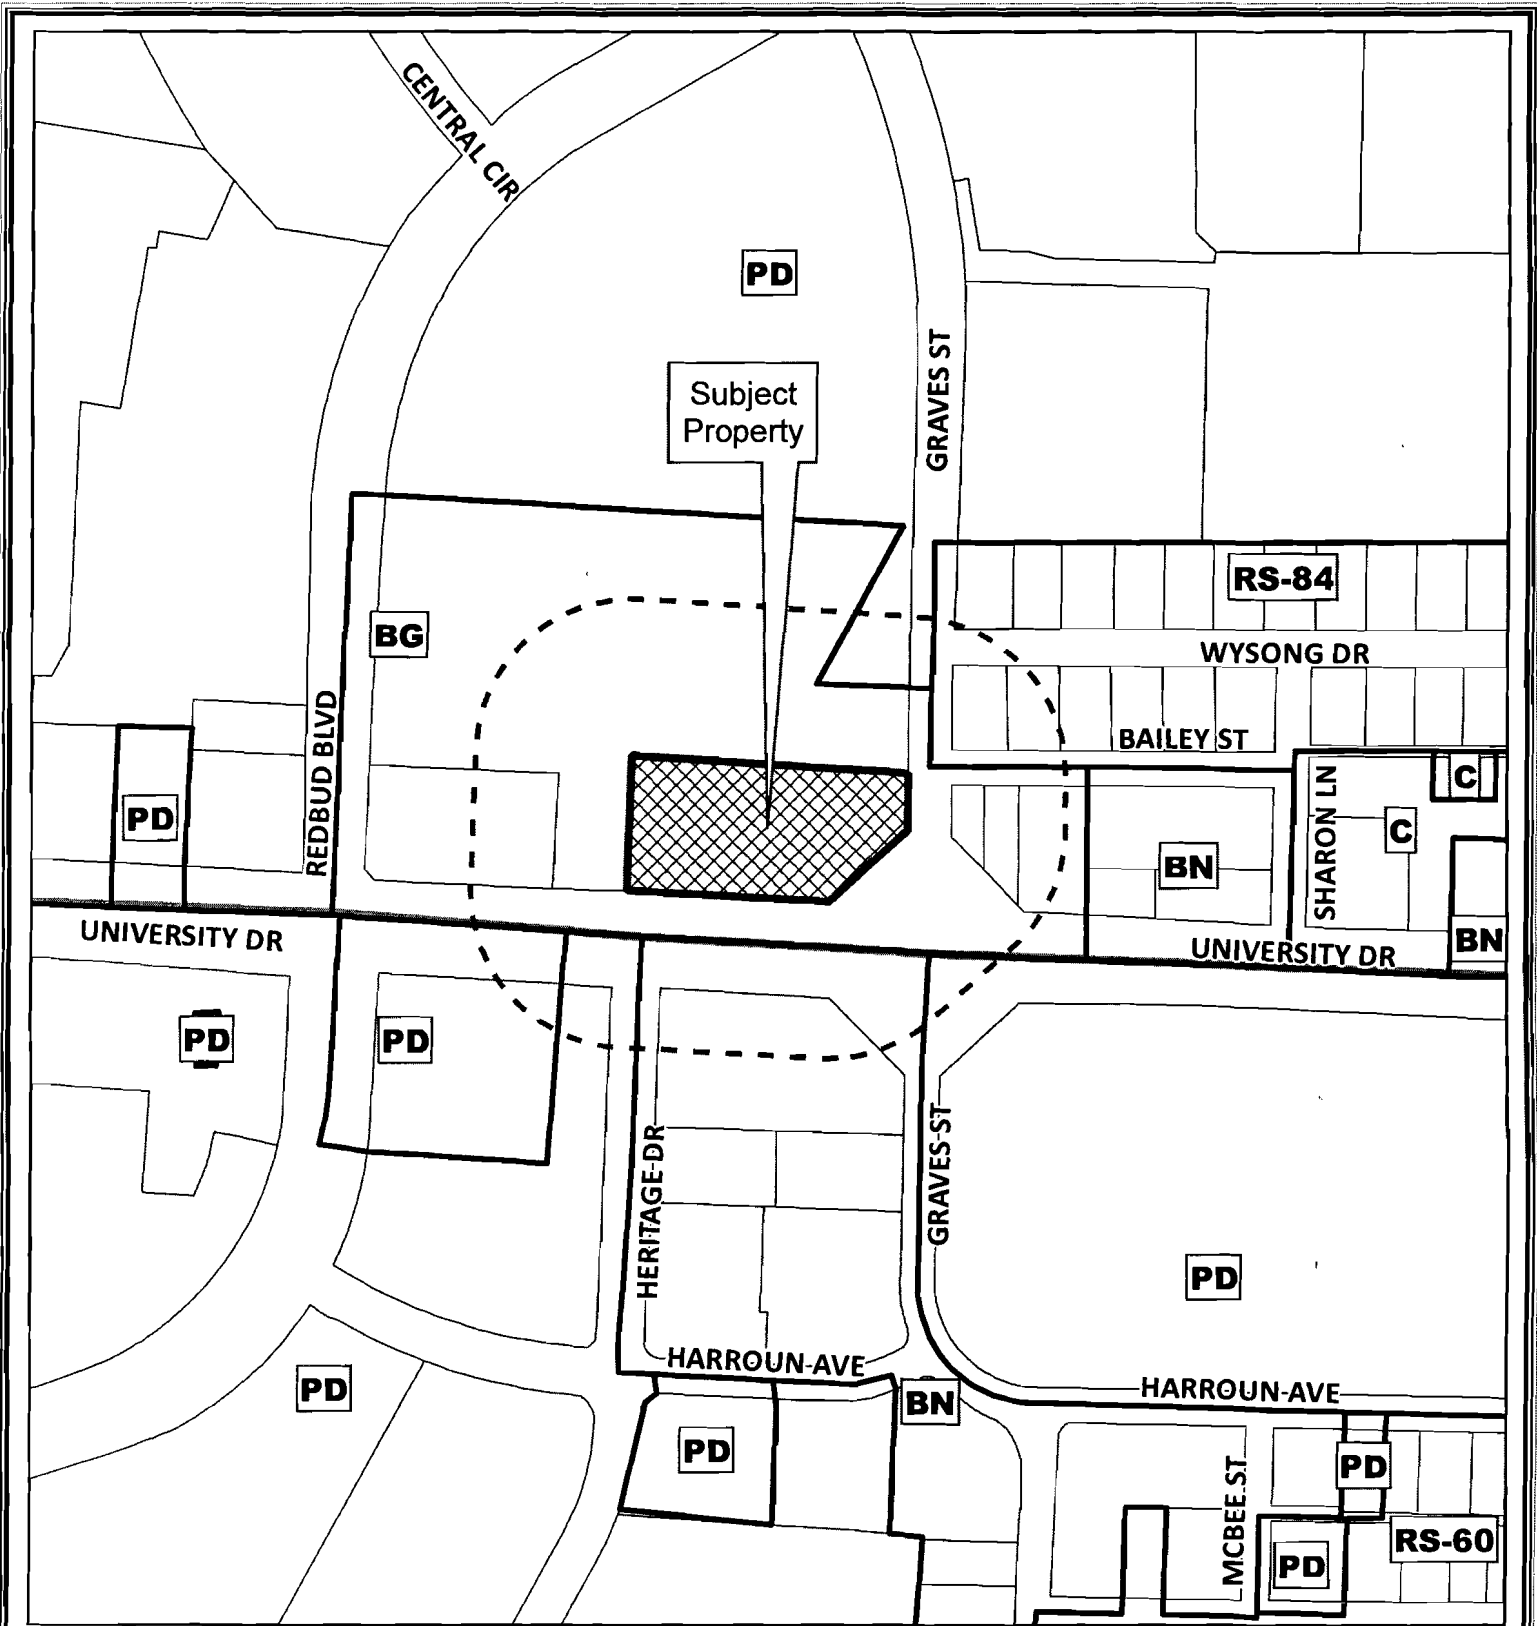 CENTRAL CIR
PD
GRAVES ST
Subject
Property
RS-84
BG
WYSONG DR
REDBUD BLVD
BAILEY ST
PD
C
SHARON LN
C
BN
UNIVERSITY DR
UNIVERSITY DR
BN
PD
PD
HERITAGE-DR
GRAVES-ST
PD
HARROUN-AVE
PD
BN
HARROUN-AVE
PD
MCBEE ST
PD
RS-60
PD